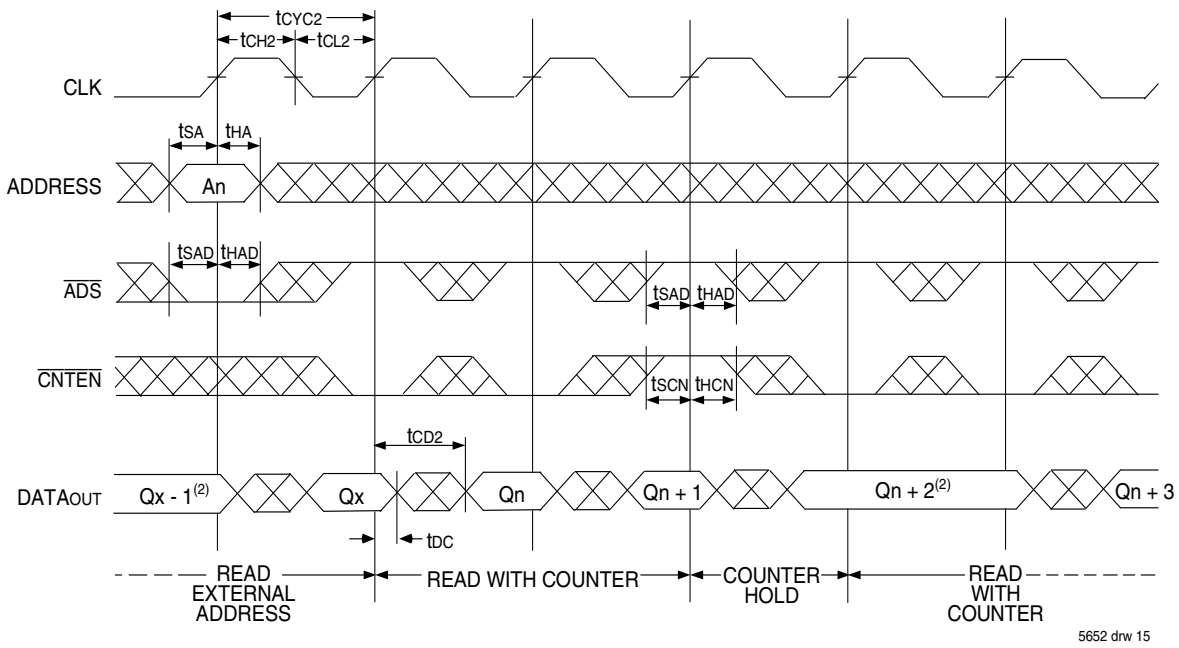 tCYC2
tCH2 tCL2
CLK
tSA tHA
ADDRESS An
tSAD tHAD
ADS
tSAD tHAD
CNTEN
tSCN tHCN
tCD2
DATAOUT Qx - 1(2) Qx Qn Qn + 1 Qn + 2(2) Qn + 3
tDC
READ EXTERNAL ADDRESS
READ WITH COUNTER
COUNTER HOLD
READ WITH COUNTER
5652 drw 15